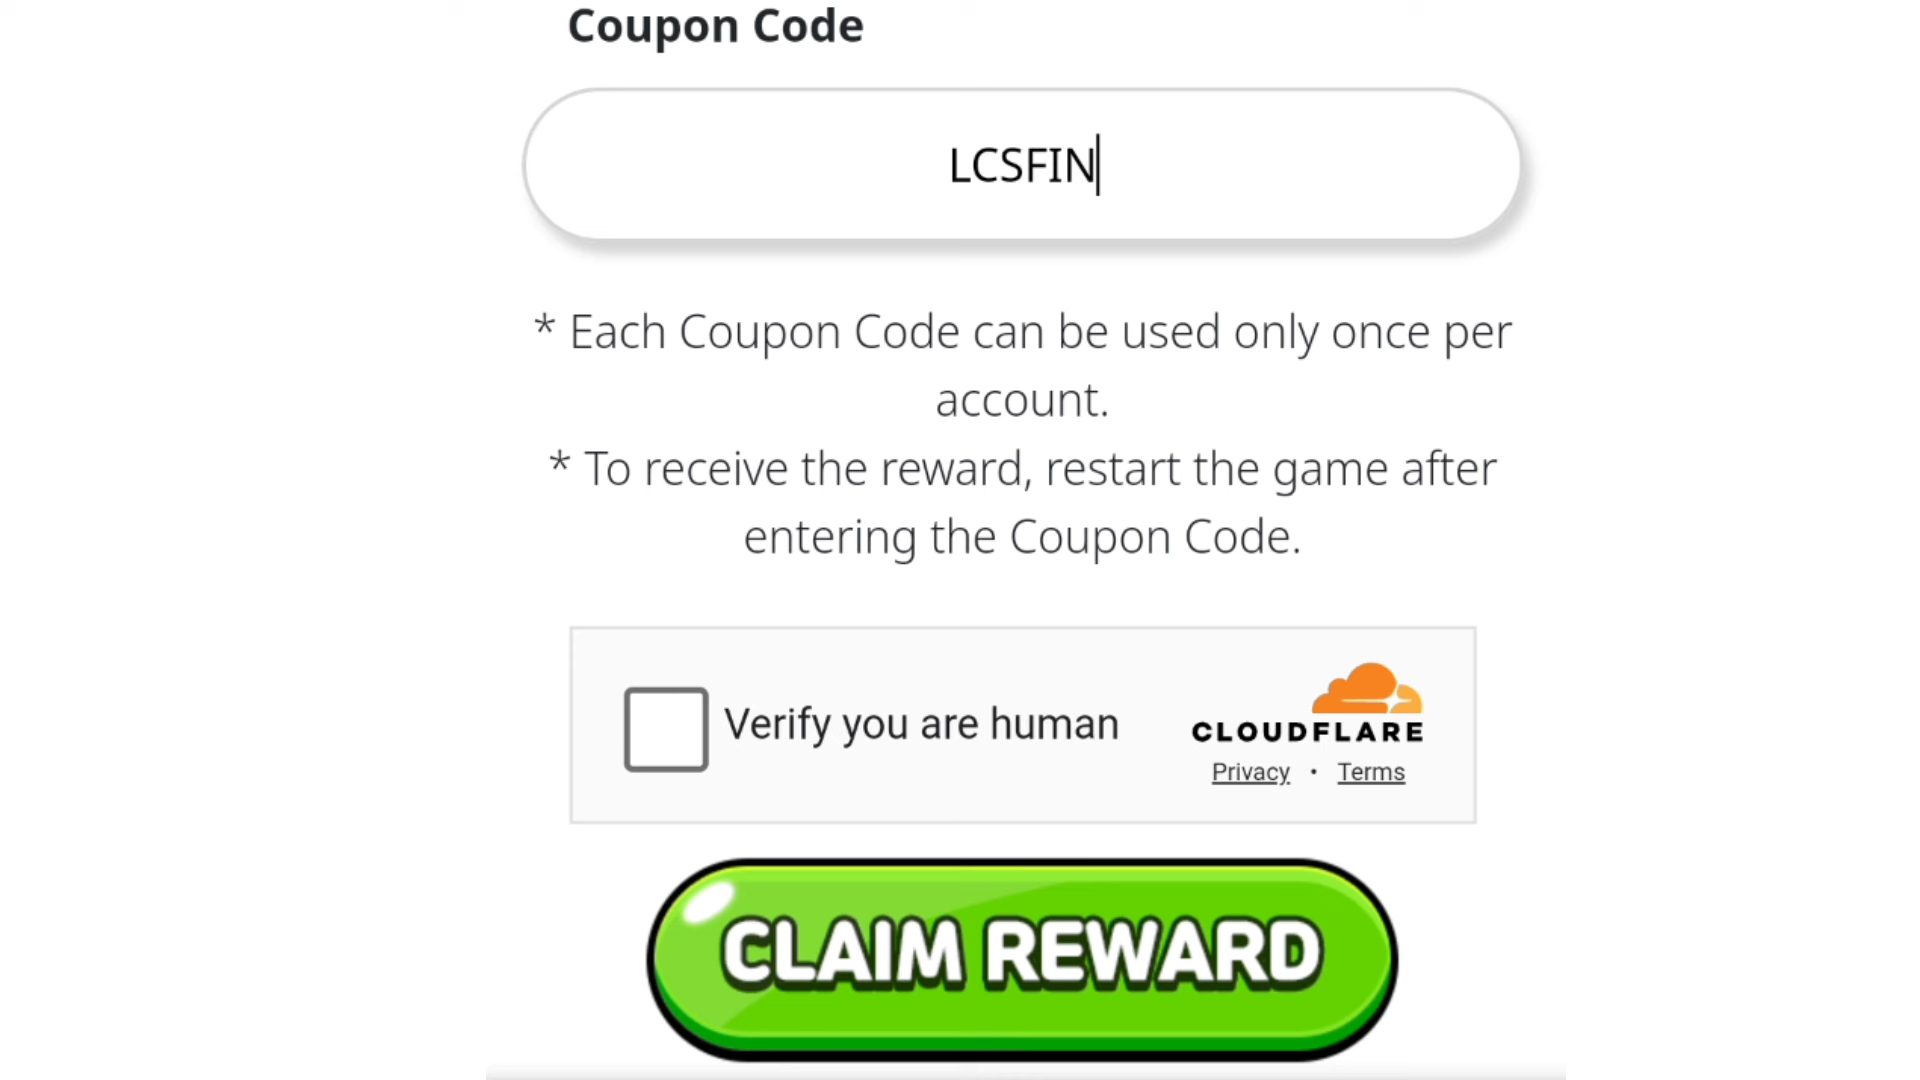 Coupon Code
LCSFIN
* Each Coupon Code can be used only once per
account.
* To receive the reward, restart the game after
entering the Coupon Code.
Verify you are human
CLOUDFLARE
Privacy • Terms
CLAIM REWARD